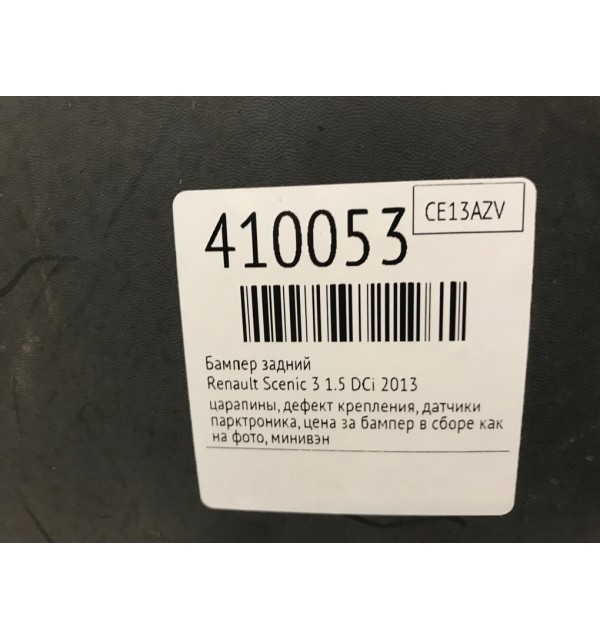 410053
CE13AZV
Бампер задний
Renault Scenic 3 1.5 DCi 2013
царапины, дефект крепления, датчики
парктроника, цена за бампер в сборе как
на фото, минивэн